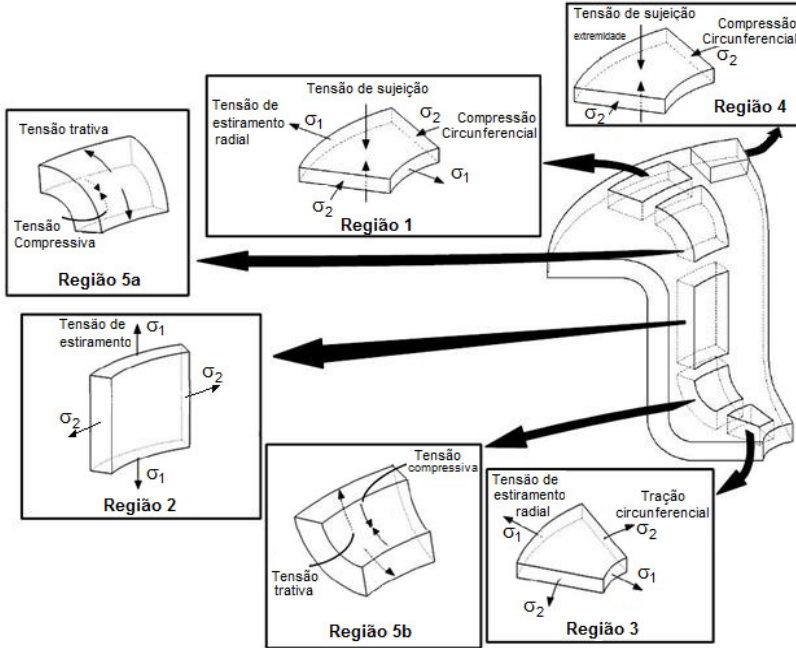 Tensão de sujeição
extremidade
Compressão
Circunferencial
σ2
σ2
Região 4
Tensão de sujeição
Tensão de
estiramento
radial
σ1
σ2
Compressão
Circunferencial
σ1
σ2
Região 1
Tensão trativa
Tensão
Compressiva
Região 5a
Tensão de
estiramento
σ1
σ2
σ2
σ1
Região 2
Tensão
compressiva
Tensão
trativa
Região 5b
Tensão de
estiramento
radial
σ1
Tração
circunferencial
σ2
σ1
σ2
Região 3